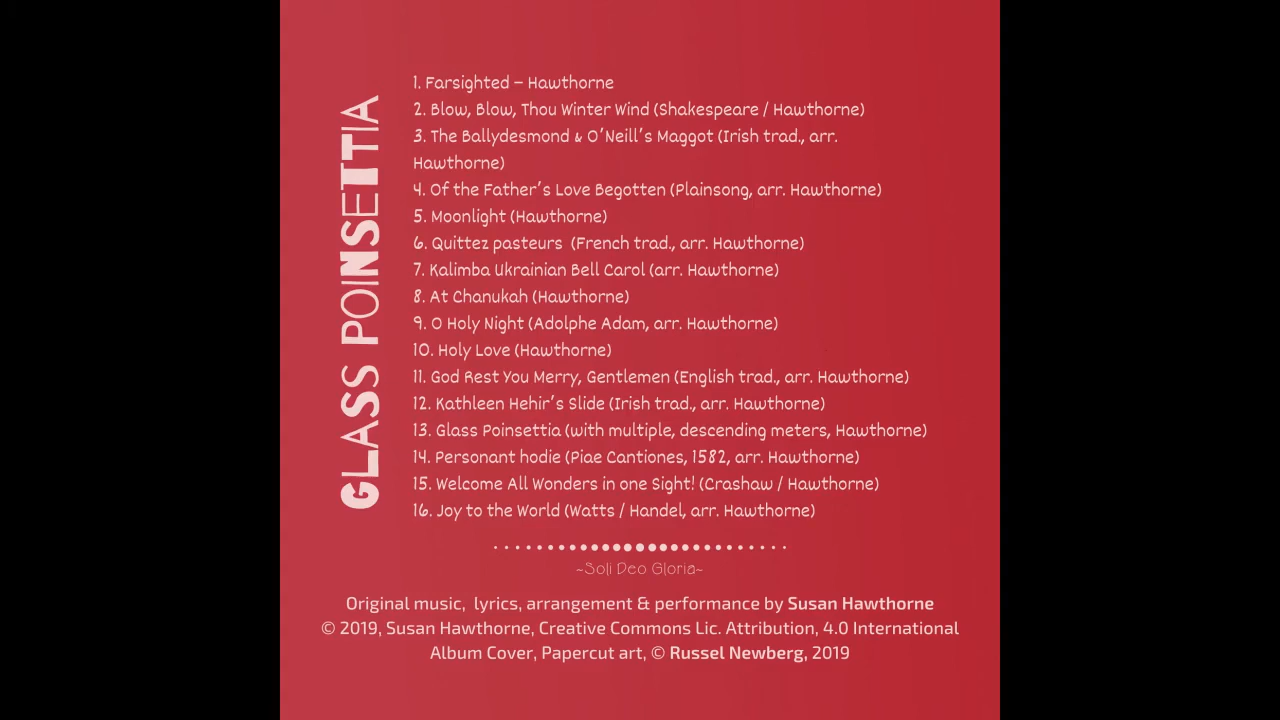 GLASS POINSETTIA
1. Farsighted – Hawthorne
2. Blow, Blow, Thou Winter Wind (Shakespeare / Hawthorne)
3. The Ballydesmond & O'Neill's Maggot (Irish trad., arr.
Hawthorne)
4. Of the Father's Love Begotten (Plainsong, arr. Hawthorne)
5. Moonlight (Hawthorne)
6. Quittez pasteurs  (French trad., arr. Hawthorne)
7. Kalimba Ukrainian Bell Carol (arr. Hawthorne)
8. At Chanukah (Hawthorne)
9. O Holy Night (Adolphe Adam, arr. Hawthorne)
10. Holy Love (Hawthorne)
11. God Rest You Merry, Gentlemen (English trad., arr. Hawthorne)
12. Kathleen Hehir's Slide (Irish trad., arr. Hawthorne)
13. Glass Poinsettia (with multiple, descending meters, Hawthorne)
14. Personant hodie (Piae Cantiones, 1582, arr. Hawthorne)
15. Welcome All Wonders in one Sight! (Crashaw / Hawthorne)
16. Joy to the World (Watts / Handel, arr. Hawthorne)
~Soli Deo Gloria~
Original music,  lyrics, arrangement & performance by Susan Hawthorne
© 2019, Susan Hawthorne, Creative Commons Lic. Attribution, 4.0 International
Album Cover, Papercut art, © Russel Newberg, 2019